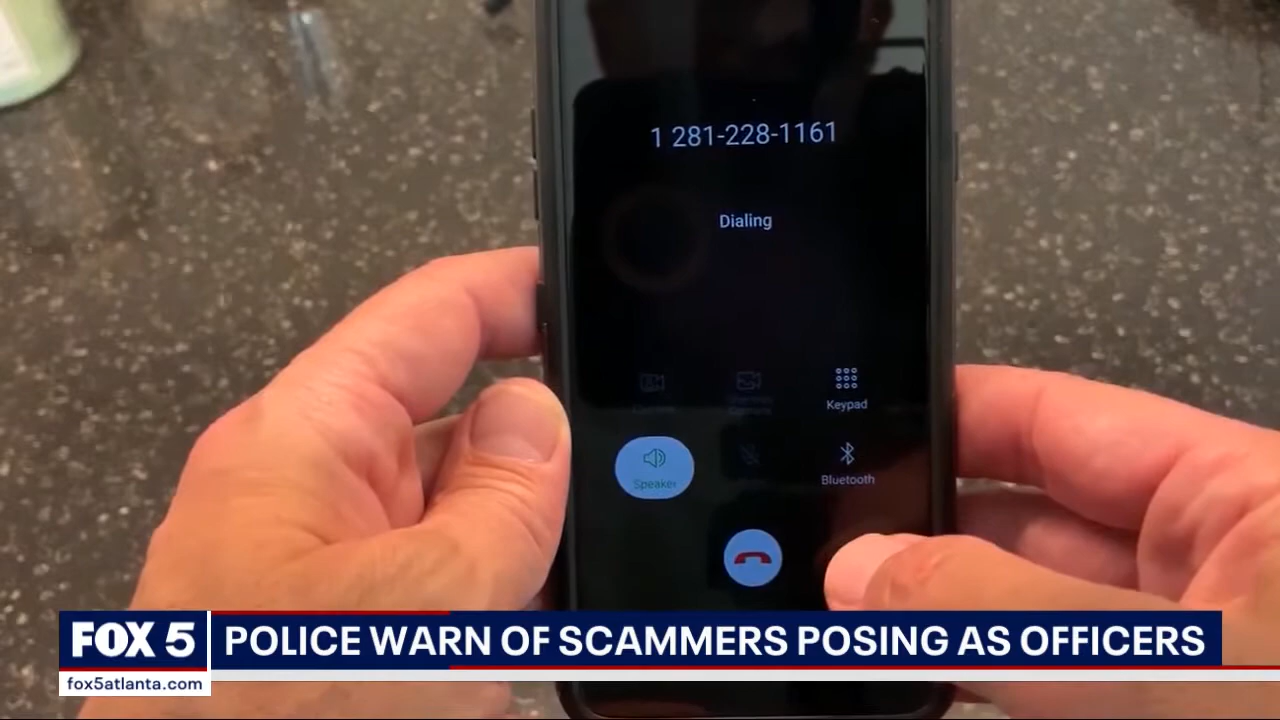 1 281-228-1161
Dialing
Keypad
Speaker
Bluetooth
FOX 5
POLICE WARN OF SCAMMERS POSING AS OFFICERS
fox5atlanta.com